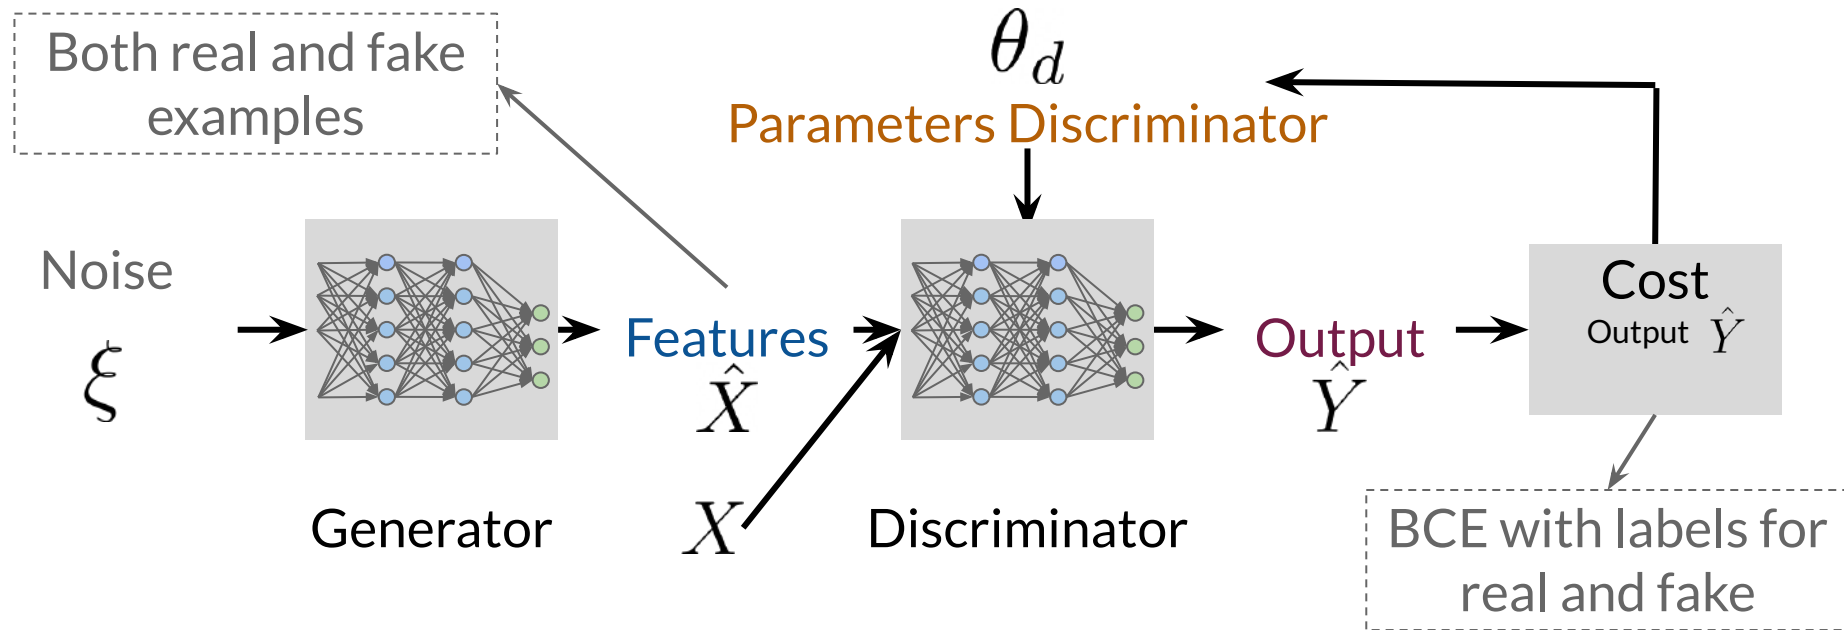 Both real and fake
examples
θ_d
Parameters Discriminator
Noise
ξ
Features
X̂
X
Output
Ŷ
Cost
Output Ŷ
Generator
Discriminator
BCE with labels for
real and fake